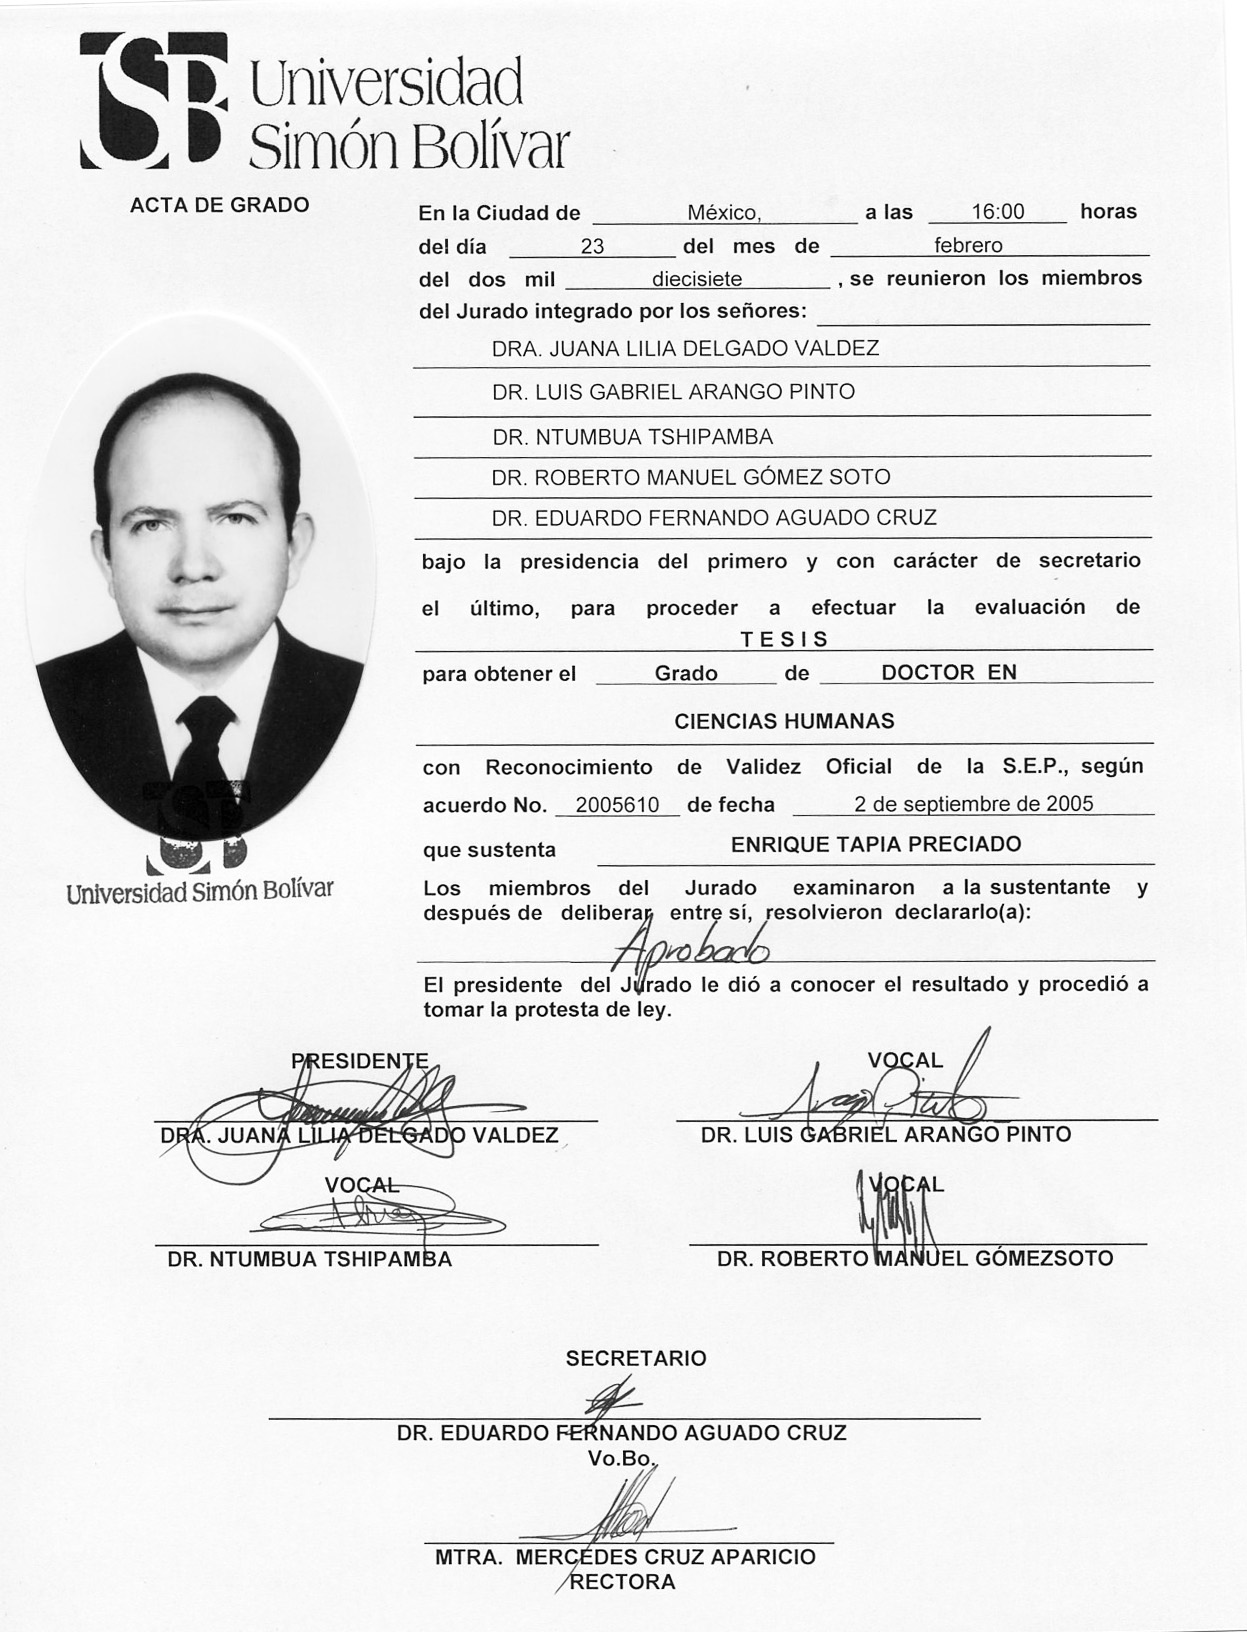 USB Universidad
Simón Bolívar
ACTA DE GRADO
En la Ciudad de México, a las 16:00 horas
del día 23 del mes de febrero
del dos mil diecisiete , se reunieron los miembros
del Jurado integrado por los señores:
DRA. JUANA LILIA DELGADO VALDEZ
DR. LUIS GABRIEL ARANGO PINTO
DR. NTUMBUA TSHIPAMBA
DR. ROBERTO MANUEL GÓMEZ SOTO
DR. EDUARDO FERNANDO AGUADO CRUZ
bajo la presidencia del primero y con carácter de secretario
el último, para proceder a efectuar la evaluación de
T E S I S
para obtener el Grado de DOCTOR EN
CIENCIAS HUMANAS
con Reconocimiento de Validez Oficial de la S.E.P., según
acuerdo No. 2005610 de fecha 2 de septiembre de 2005
que sustenta ENRIQUE TAPIA PRECIADO
Los miembros del Jurado examinaron a la sustentante y
después de deliberar entre sí, resolvieron declararlo(a):
Aprobado
El presidente del Jurado le dió a conocer el resultado y procedió a
tomar la protesta de ley.
USB
Universidad Simón Bolívar
PRESIDENTE
DRA. JUANA LILIA DELGADO VALDEZ
VOCAL
Arango Pinto
DR. LUIS GABRIEL ARANGO PINTO
VOCAL
DR. NTUMBUA TSHIPAMBA
VOCAL
DR. ROBERTO MANUEL GÓMEZSOTO
SECRETARIO
DR. EDUARDO FERNANDO AGUADO CRUZ
Vo.Bo.
MTRA. MERCEDES CRUZ APARICIO
RECTORA